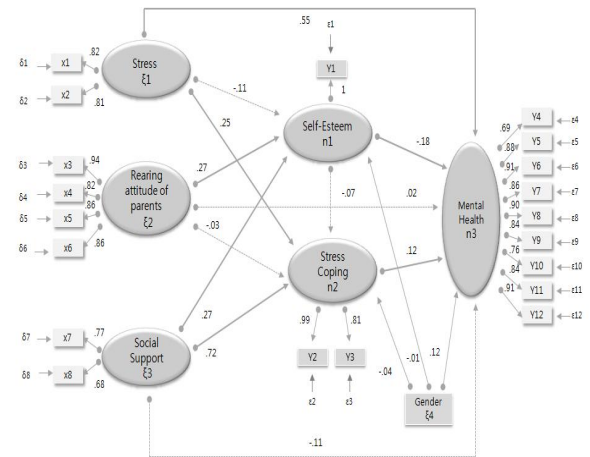 .55
ε1
Y1
1
δ1
x1
.82
Stress
ξ1
δ2
x2
.81
-.11
.25
Self-Esteem
n1
-.18
δ3
x3
.94
δ4
x4
.82
δ5
x5
.86
δ6
x6
.86
Rearing
attitude of
parents
ξ2
.27
-.07
.02
-.03
Mental
Health
n3
.69
Y4
ε4
.88
Y5
ε5
.91
Y6
ε6
.86
Y7
ε7
.90
Y8
ε8
.84
Y9
ε9
.76
Y10
ε10
.84
Y11
ε11
.91
Y12
ε12
Stress
Coping
n2
.12
δ7
x7
.77
δ8
x8
.68
Social
Support
ξ3
.27
.72
.99
.81
Y2
Y3
ε2
ε3
-.04
-.01
.12
Gender
ξ4
-.11